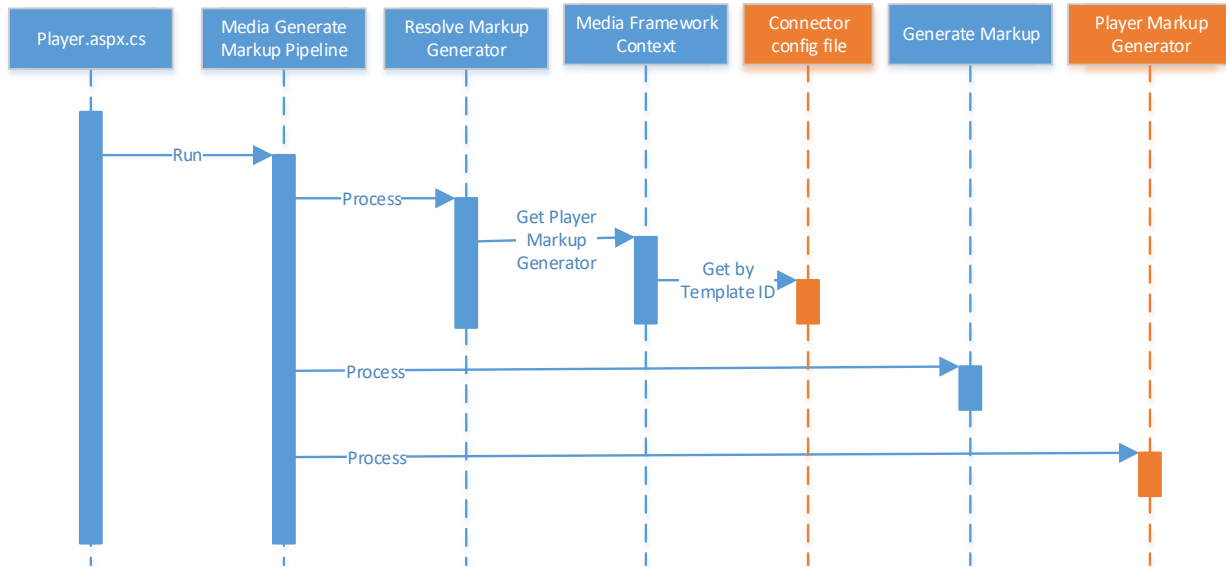 Player.aspx.cs
Media Generate
Markup Pipeline
Resolve Markup
Generator
Media Framework
Context
Connector
config file
Generate Markup
Player Markup
Generator
Run
Process
Get Player
Markup
Generator
Get by
Template ID
Process
Process